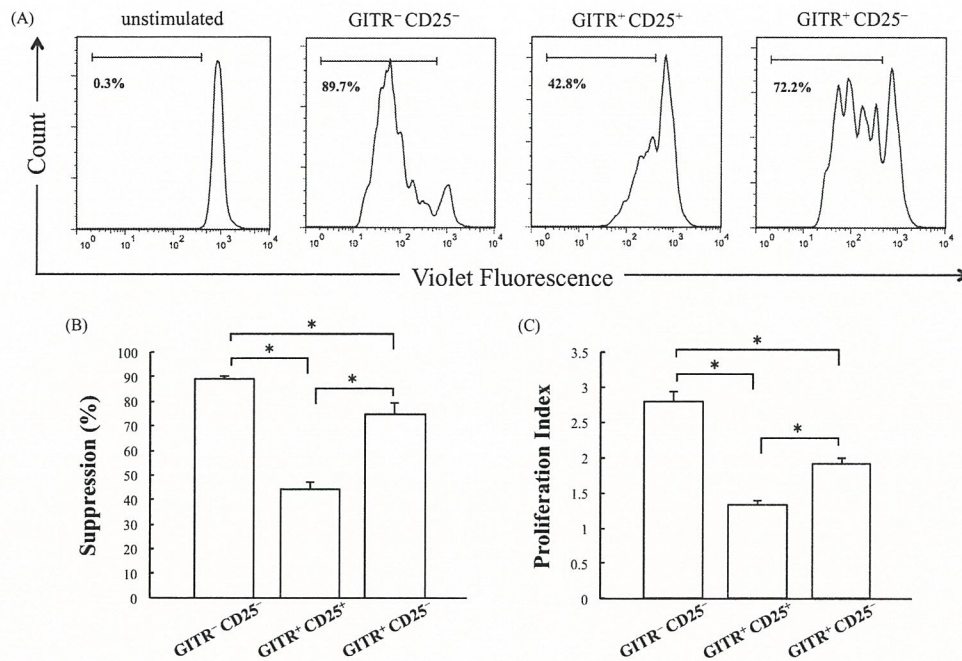 (A)
unstimulated
GITR⁻ CD25⁻
GITR⁺ CD25⁺
GITR⁺ CD25⁻
0.3%
89.7%
42.8%
72.2%
Count
10⁰ 10¹ 10² 10³ 10⁴
10⁰ 10¹ 10² 10³ 10⁴
10⁰ 10¹ 10² 10³ 10⁴
10⁰ 10¹ 10² 10³ 10⁴
Violet Fluorescence
(B)
Suppression (%)
100
90
80
70
60
50
40
30
20
10
0
*
*
*
GITR⁻ CD25⁻
GITR⁺ CD25⁺
GITR⁺ CD25⁻
(C)
Proliferation Index
3.5
3
2.5
2
1.5
1
0.5
0
*
*
*
GITR⁻ CD25⁻
GITR⁺ CD25⁺
GITR⁺ CD25⁻